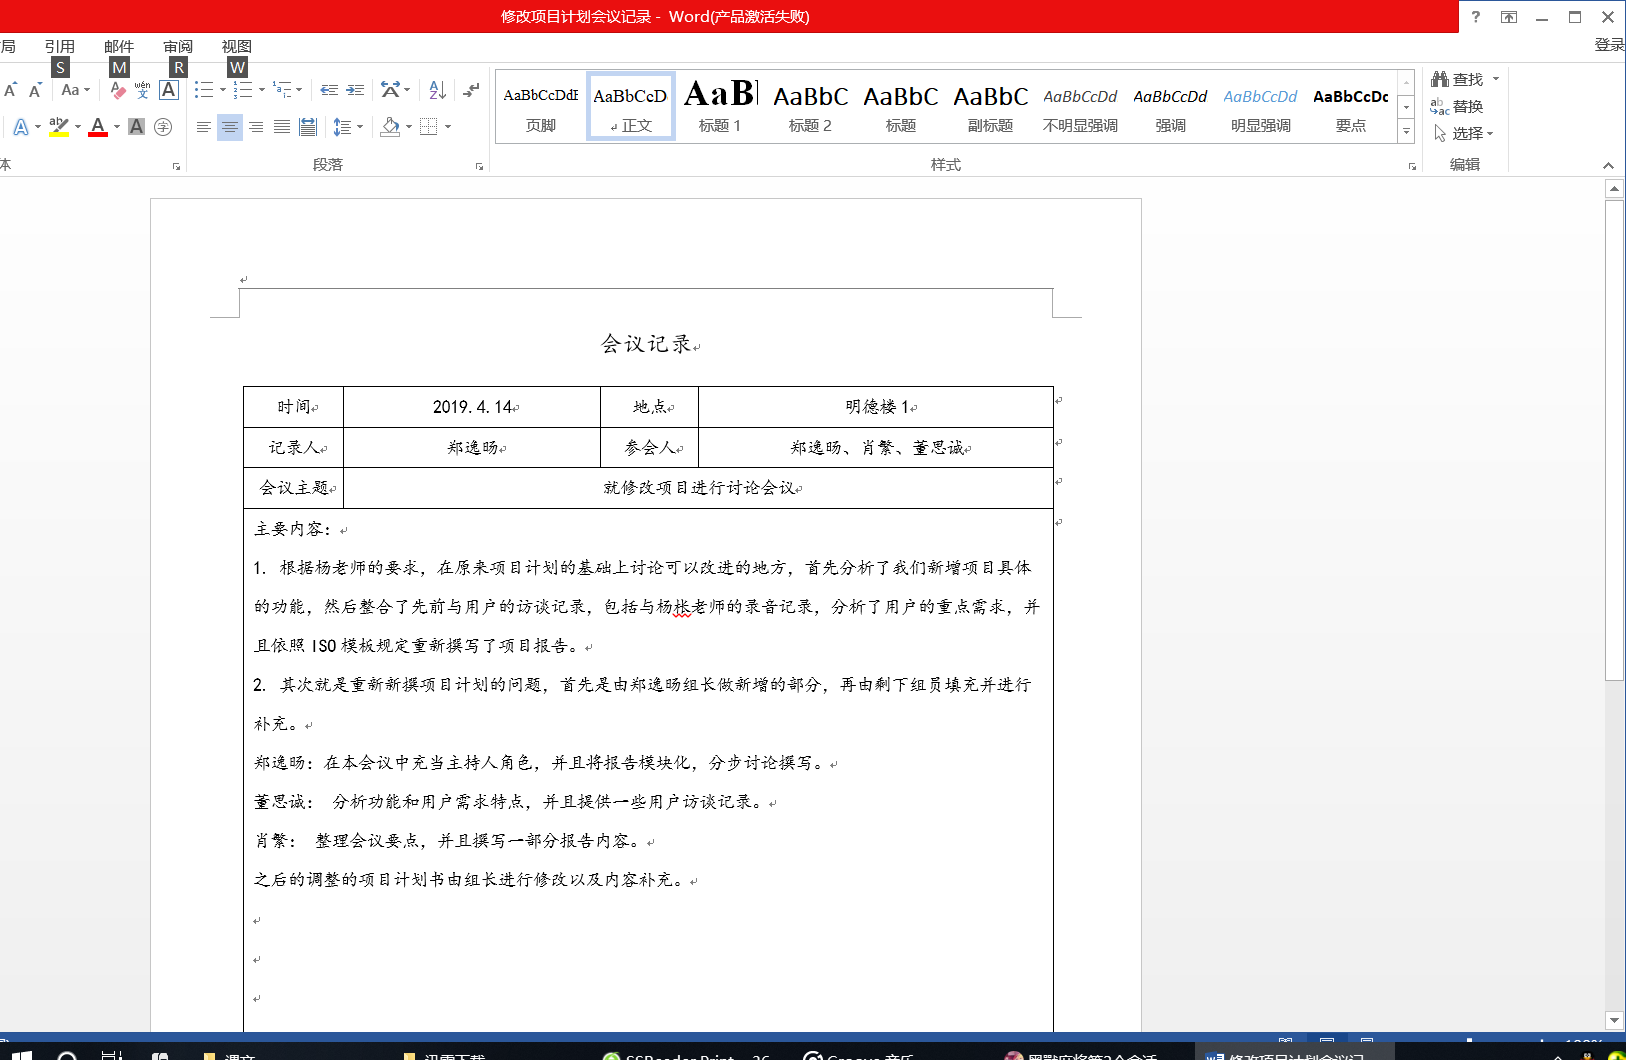 修改项目计划会议记录 - Word(产品激活失败)
引用 邮件 审阅 视图 登录
S M R W
Aa
AaBbCcDdE AaBbCcD AaBl AaBbC AaBbC AaBbC AaBbCcDd AaBbCcDd AaBbCcDd AaBbCcDc
页脚 正文 标题 1 标题 2 标题 副标题 不明显强调 强调 明显强调 要点
查找
替换
选择
体 段落 样式 编辑
会议记录
时间 2019.4.14 地点 明德楼1
记录人 郑逸旸 参会人 郑逸旸、肖繁、董思诚
会议主题 就修改项目进行讨论会议
主要内容：
1. 根据杨老师的要求，在原来项目计划的基础上讨论可以改进的地方，首先分析了我们新增项目具体
的功能，然后整合了先前与用户的访谈记录，包括与杨枨老师的录音记录，分析了用户的重点需求，并
且依照 ISO 模板规定重新撰写了项目报告。
2. 其次就是重新新撰项目计划的问题，首先是由郑逸旸组长做新增的部分，再由剩下组员填充并进行
补充。
郑逸旸：在本会议中充当主持人角色，并且将报告模块化，分步讨论撰写。
董思诚： 分析功能和用户需求特点，并且提供一些用户访谈记录。
肖繁： 整理会议要点，并且撰写一部分报告内容。
之后的调整的项目计划书由组长进行修改以及内容补充。